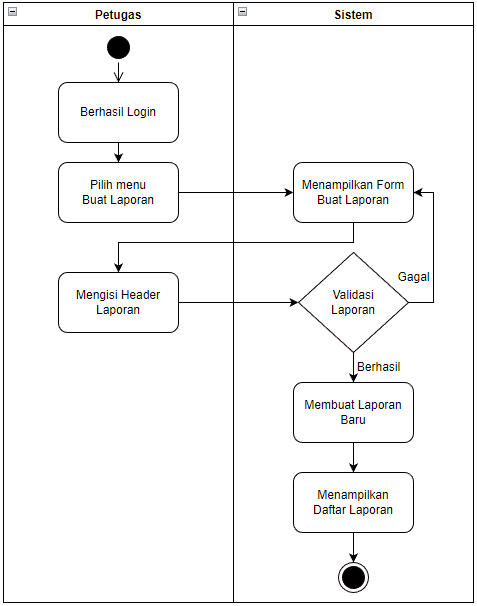 Petugas
Sistem
Berhasil Login
Pilih menu
Buat Laporan
Menampilkan Form
Buat Laporan
Mengisi Header
Laporan
Validasi
Laporan
Gagal
Berhasil
Membuat Laporan
Baru
Menampilkan
Daftar Laporan